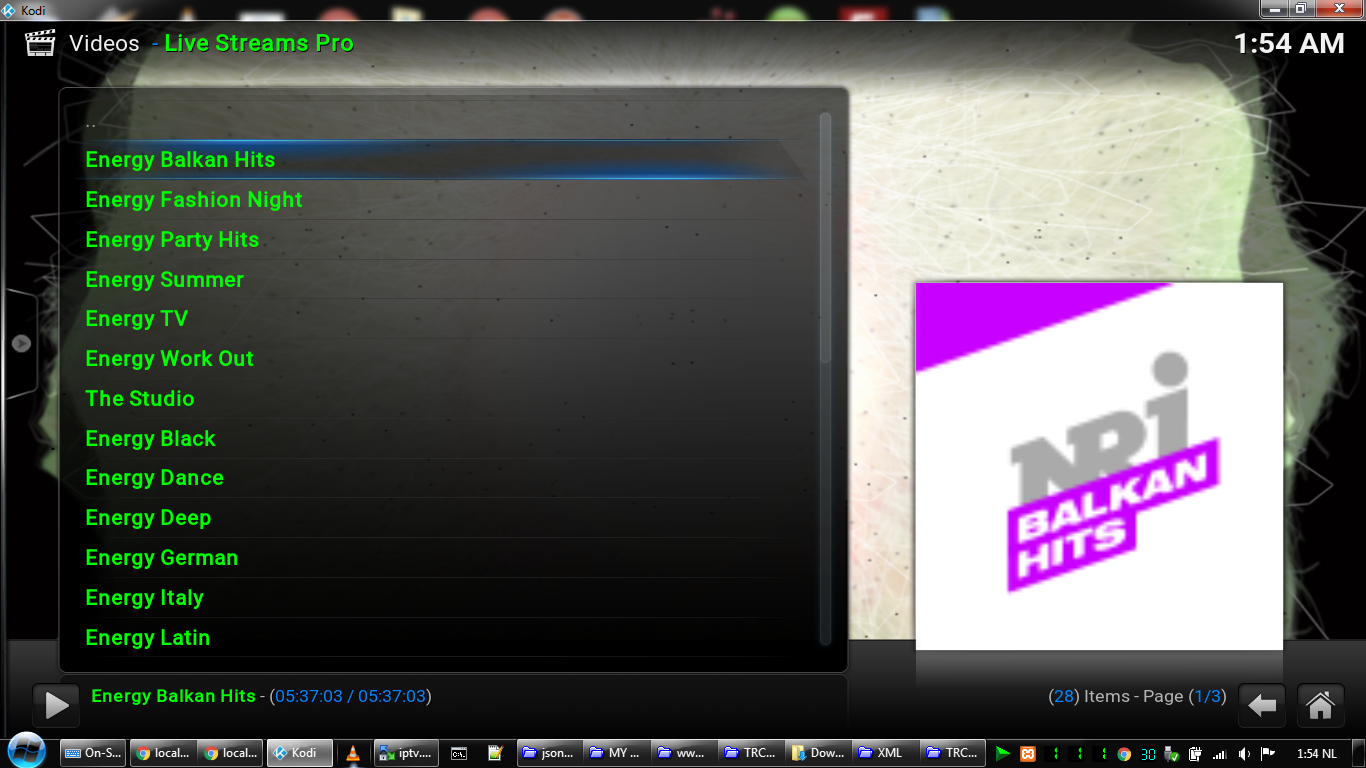 Kodi
Videos - Live Streams Pro
1:54 AM
..
Energy Balkan Hits
Energy Fashion Night
Energy Party Hits
Energy Summer
Energy TV
Energy Work Out
The Studio
Energy Black
Energy Dance
Energy Deep
Energy German
Energy Italy
Energy Latin
NRJ
BALKAN
HITS
Energy Balkan Hits - (05:37:03 / 05:37:03)
(28) Items - Page (1/3)
On-S...
local...
local...
Kodi
iptv....
C:\
json...
MY ...
ww...
TRC...
Dow...
XML
TRC...
1
1
1
30
1:54 NL